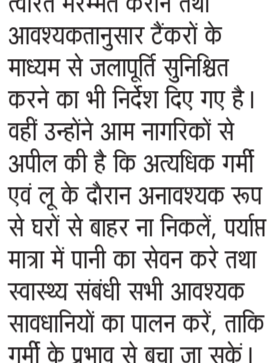 त्वरित मरम्मत कराने तथा
आवश्यकतानुसार टैंकरों के
माध्यम से जलापूर्ति सुनिश्चित
करने का भी निर्देश दिए गए है।
वहीं उन्होंने आम नागरिकों से
अपील की है कि अत्यधिक गर्मी
एवं लू के दौरान अनावश्यक रूप
से घरों से बाहर ना निकलें, पर्याप्त
मात्रा में पानी का सेवन करे तथा
स्वास्थ्य संबंधी सभी आवश्यक
सावधानियों का पालन करें, ताकि
गर्मी के प्रभाव से बचा जा सके।